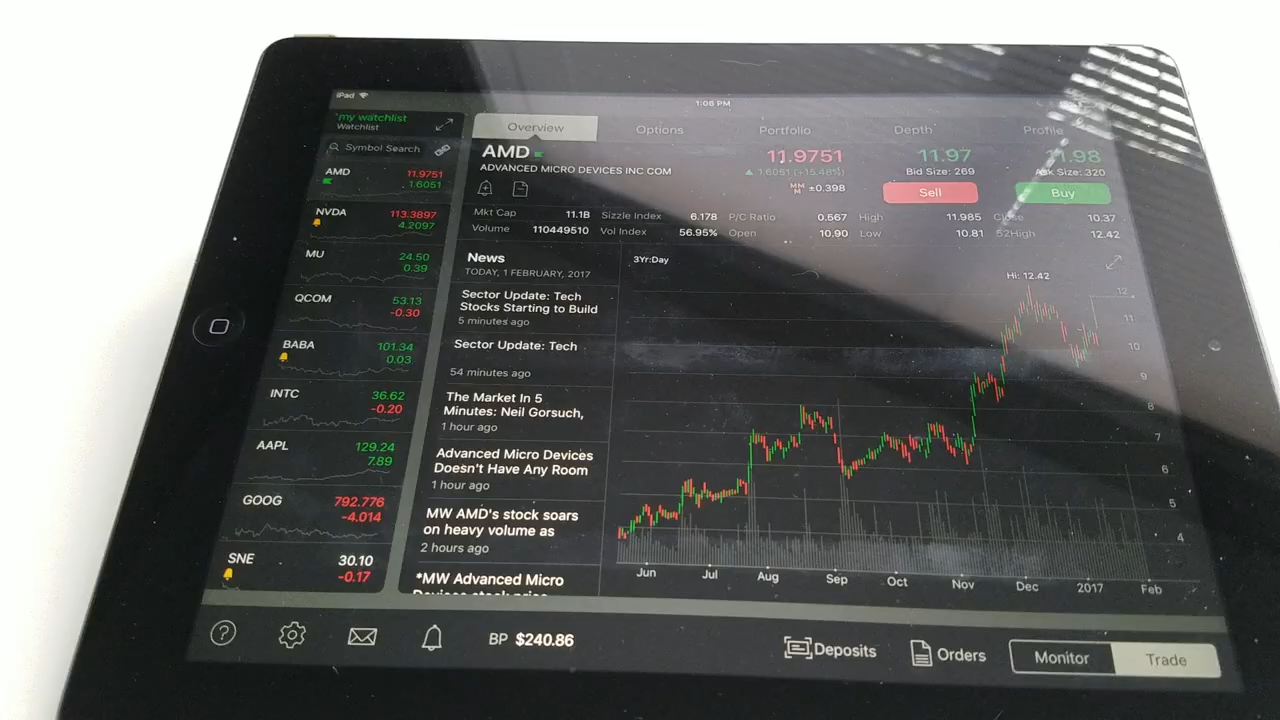 iPad
1:06 PM
'my watchlist
Watchlist
Symbol Search
AMD
11.9751
1.6051
NVDA
113.3897
4.2097
MU
24.50
0.39
QCOM
53.13
-0.30
BABA
101.34
0.03
INTC
36.62
-0.20
AAPL
129.24
7.89
GOOG
792.776
-4.014
SNE
30.10
-0.17
Overview Options Portfolio Depth Profile
AMD 11.9751 11.97 11.98
ADVANCED MICRO DEVICES INC COM 1.6051 (+15.48%) Bid Size: 269 Ask Size: 320
MM M ±0.398 Sell Buy
Mkt Cap 11.1B Sizzle Index 6.178 P/C Ratio 0.567 High 11.985 Close 10.37
Volume 110449510 Vol Index 56.95% Open 10.90 Low 10.81 52High 12.42
News
TODAY, 1 FEBRUARY, 2017
Sector Update: Tech
Stocks Starting to Build
5 minutes ago
Sector Update: Tech
54 minutes ago
The Market In 5
Minutes: Neil Gorsuch,
1 hour ago
Advanced Micro Devices
Doesn't Have Any Room
1 hour ago
MW AMD's stock soars
on heavy volume as
2 hours ago
*MW Advanced Micro
Devices stock price
3Yr:Day
Hi: 12.42
12
11
10
9
8
7
6
5
4
Jun Jul Aug Sep Oct Nov Dec 2017 Feb
? BP $240.86 Deposits Orders Monitor Trade